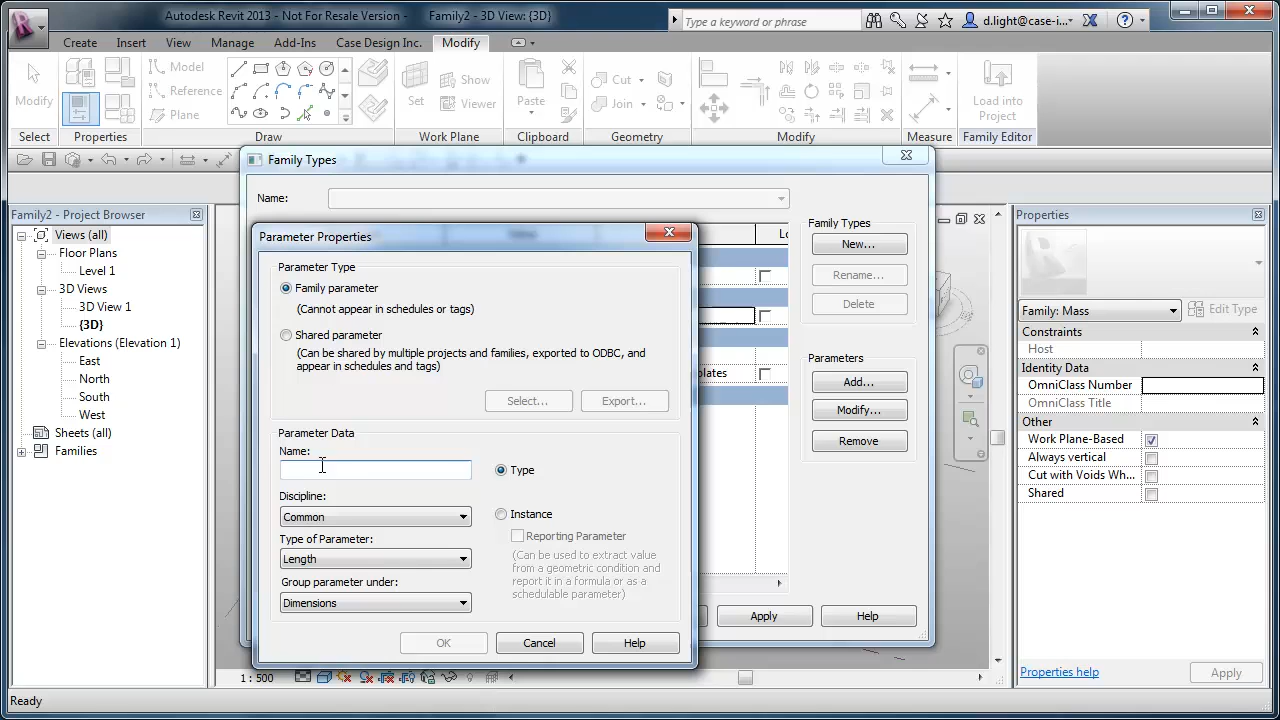 Autodesk Revit 2013 - Not For Resale Version - Family2 - 3D View: {3D}
Type a keyword or phrase
d.light@case-i...
Create Insert View Manage Add-Ins Case Design Inc. Modify
Modify
Model
Reference
Plane
Set
Show
Viewer
Paste
Cut
Join
Load into
Project
Select Properties Draw Work Plane Clipboard Geometry Modify Measure Family Editor
Family2 - Project Browser
Views (all)
Floor Plans
Level 1
3D Views
3D View 1
{3D}
Elevations (Elevation 1)
East
North
South
West
Sheets (all)
Families
Family Types
Name:
Lo
plates
Family Types
New...
Rename...
Delete
Parameters
Add...
Modify...
Remove
Apply
Help
Parameter Properties
Parameter Type
Family parameter
(Cannot appear in schedules or tags)
Shared parameter
(Can be shared by multiple projects and families, exported to ODBC, and
appear in schedules and tags)
Select...
Export...
Parameter Data
Name:
Type
Discipline:
Common
Instance
Reporting Parameter
Type of Parameter:
Length
(Can be used to extract value
from a geometric condition and
report it in a formula or as a
schedulable parameter)
Group parameter under:
Dimensions
OK
Cancel
Help
Properties
Family: Mass
Edit Type
Constraints
Host
Identity Data
OmniClass Number
OmniClass Title
Other
Work Plane-Based
Always vertical
Cut with Voids Wh...
Shared
Properties help
Apply
1 : 500
Ready